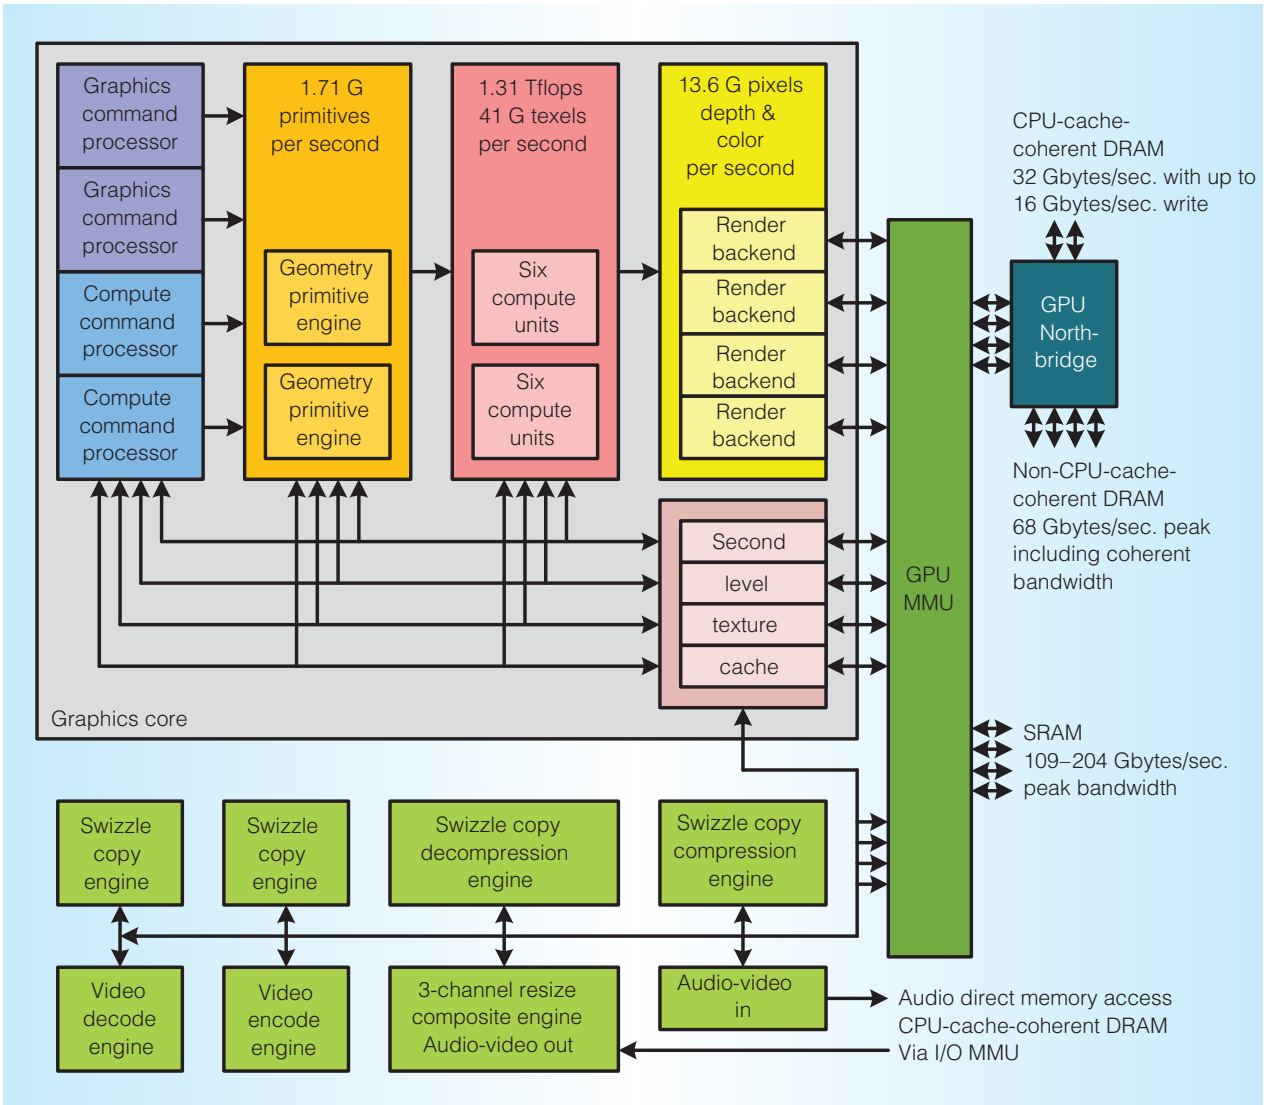 Graphics
command
processor
Graphics
command
processor
Compute
command
processor
Compute
command
processor
1.71 G
primitives
per second
Geometry
primitive
engine
Geometry
primitive
engine
1.31 Tflops
41 G texels
per second
Six
compute
units
Six
compute
units
13.6 G pixels
depth &
color
per second
Render
backend
Render
backend
Render
backend
Render
backend
Second
level
texture
cache
Graphics core
GPU
MMU
CPU-cache-
coherent DRAM
32 Gbytes/sec. with up to
16 Gbytes/sec. write
GPU
North-
bridge
Non-CPU-cache-
coherent DRAM
68 Gbytes/sec. peak
including coherent
bandwidth
SRAM
109–204 Gbytes/sec.
peak bandwidth
Swizzle
copy
engine
Swizzle
copy
engine
Swizzle copy
decompression
engine
Swizzle copy
compression
engine
Video
decode
engine
Video
encode
engine
3-channel resize
composite engine
Audio-video out
Audio-video
in
Audio direct memory access
CPU-cache-coherent DRAM
Via I/O MMU